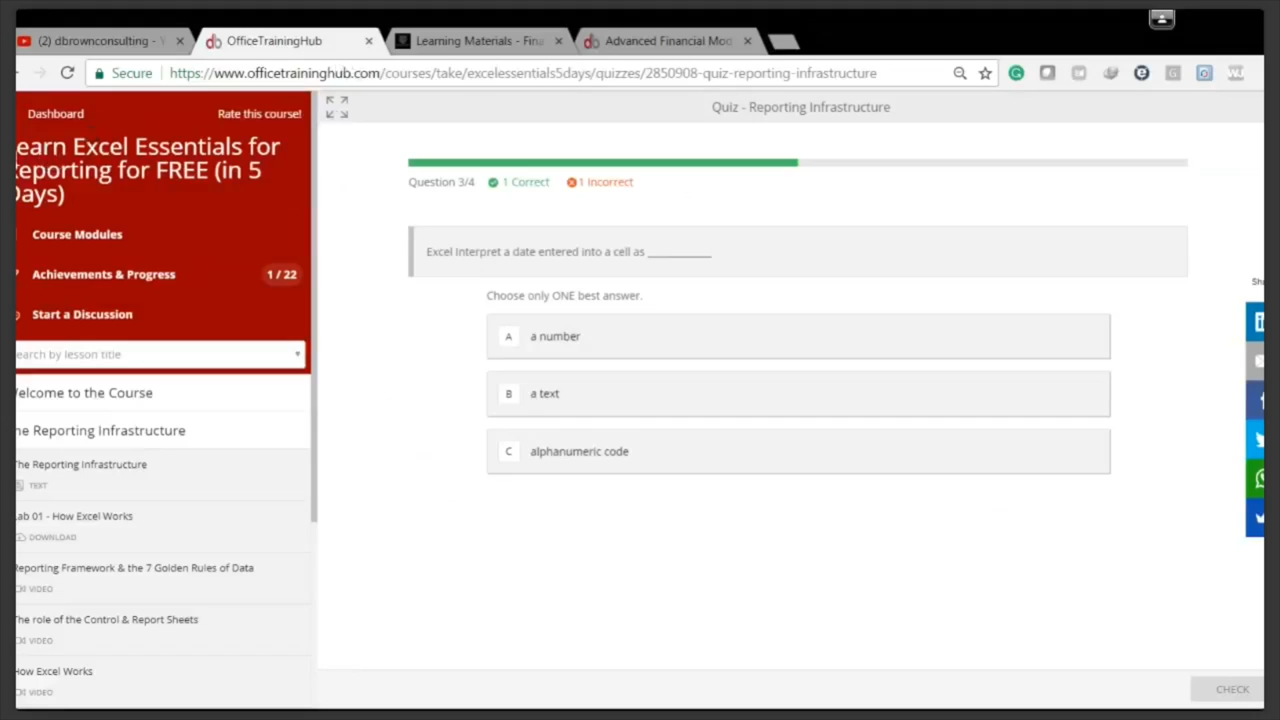 (2) dbrownconsulting -
OfficeTrainingHub
Learning Materials - Fina
Advanced Financial Mod
Secure
https://www.officetraininghub.com/courses/take/excelessentials5days/quizzes/2850908-quiz-reporting-infrastructure
Dashboard
Rate this course!
earn Excel Essentials for
eporting for FREE (in 5
Days)
Course Modules
Achievements & Progress
1 / 22
Start a Discussion
earch by lesson title
elcome to the Course
he Reporting Infrastructure
The Reporting Infrastructure
TEXT
Lab 01 - How Excel Works
DOWNLOAD
Reporting Framework & the 7 Golden Rules of Data
VIDEO
The role of the Control & Report Sheets
VIDEO
How Excel Works
VIDEO
Quiz - Reporting Infrastructure
Question 3/4
1 Correct
1 Incorrect
Excel Interpret a date entered into a cell as ___________
Choose only ONE best answer.
A a number
B a text
C alphanumeric code
Sha
CHECK